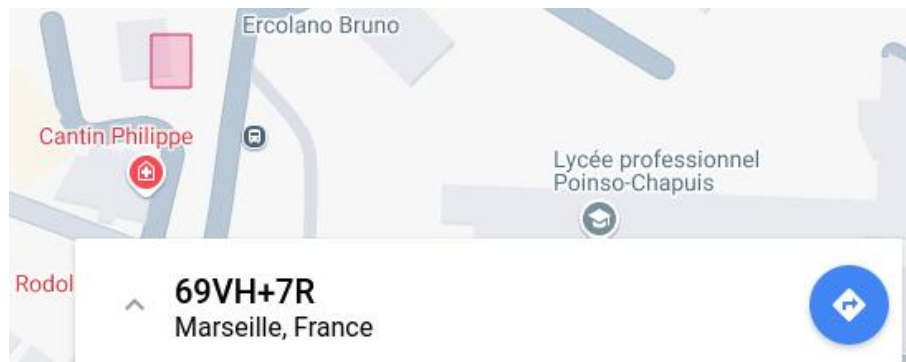 Ercolano Bruno
Cantin Philippe
Lycée professionnel
Poinso-Chapuis
Rodol
69VH+7R
Marseille, France